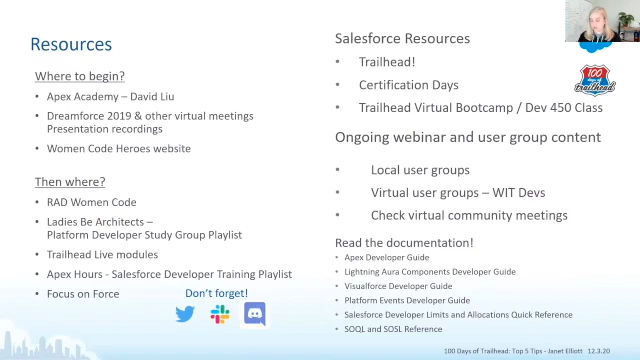 Resources
Where to begin?
• Apex Academy – David Liu
• Dreamforce 2019 & other virtual meetings
Presentation recordings
• Women Code Heroes website
Then where?
• RAD Women Code
• Ladies Be Architects –
Platform Developer Study Group Playlist
• Trailhead Live modules
• Apex Hours - Salesforce Developer Training Playlist
• Focus on Force
Don't forget!
Salesforce Resources
• Trailhead!
• Certification Days
• Trailhead Virtual Bootcamp / Dev 450 Class
Ongoing webinar and user group content
• Local user groups
• Virtual user groups – WIT Devs
• Check virtual community meetings
Read the documentation!
• Apex Developer Guide
• Lightning Aura Components Developer Guide
• Visualforce Developer Guide
• Platform Events Developer Guide
• Salesforce Developer Limits and Allocations Quick Reference
• SOQL and SOSL Reference
100
days of
trailhead
100 Days of Trailhead: Top 5 Tips - Janet Elliott
12.3.20